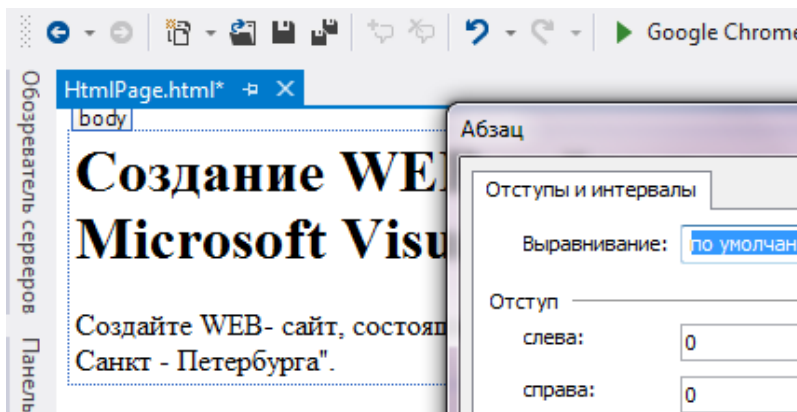 Google Chrome
Обозреватель серверов
Панель
HtmlPage.html*
body
Создание WEB
Microsoft Visu
Создайте WEB- сайт, состоящ
Санкт - Петербурга".
Абзац
Отступы и интервалы
Выравнивание:
по умолчан
Отступ
слева:
0
справа:
0